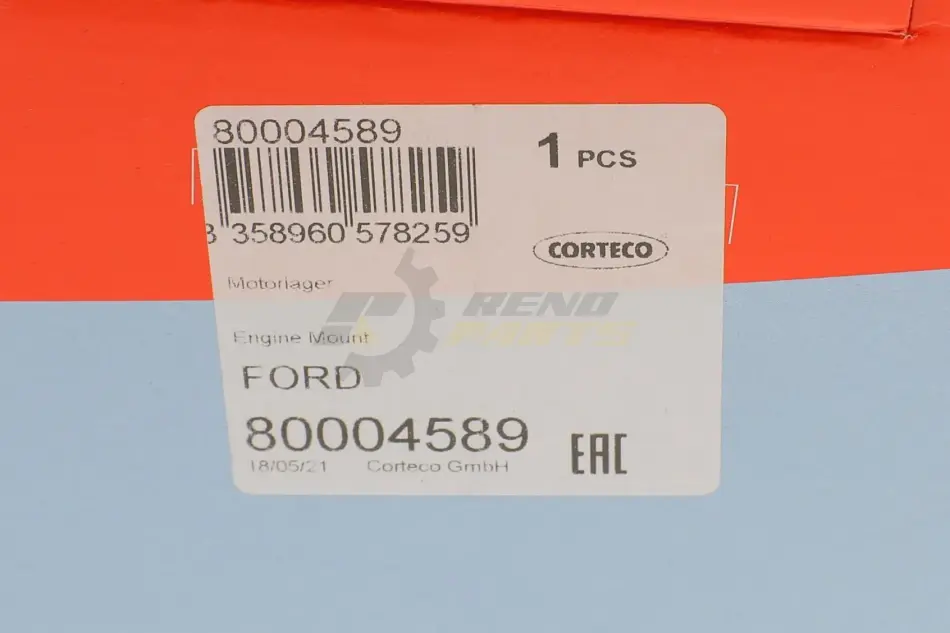 80004589
1 PCS
3 358960 578259
CORTECO
Motorlager
RENO
PARTS
Engine Mount
FORD
80004589
18/05/21 Corteco GmbH
EAC